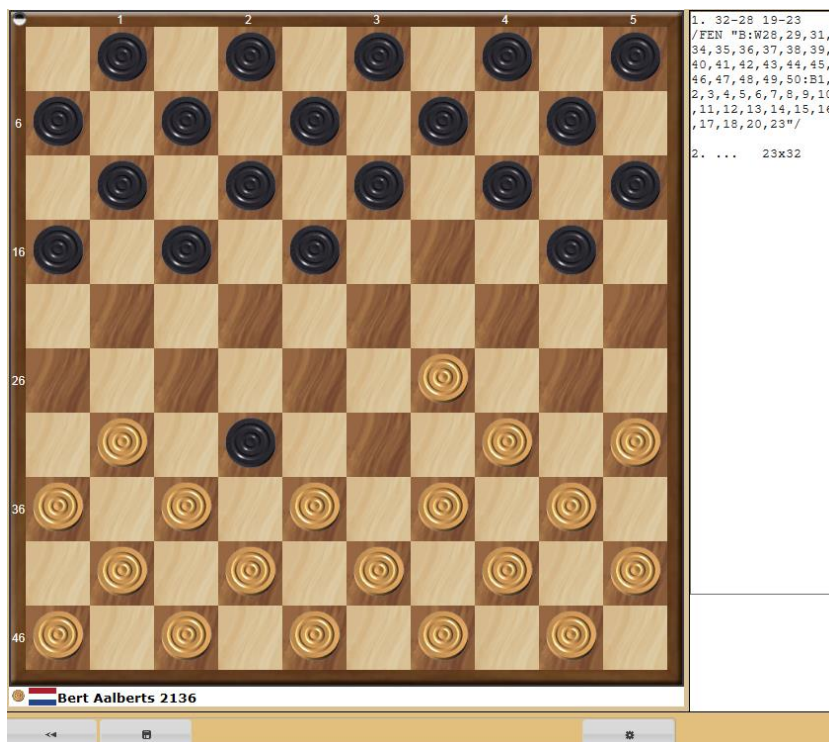 1 2 3 4 5
6
16
26
36
46
1. 32-28 19-23
/FEN "B:W28,29,31,
34,35,36,37,38,39,
40,41,42,43,44,45,
46,47,48,49,50:B1,
2,3,4,5,6,7,8,9,10
,11,12,13,14,15,16
,17,18,20,23"/
2. ... 23x32
Bert Aalberts 2136